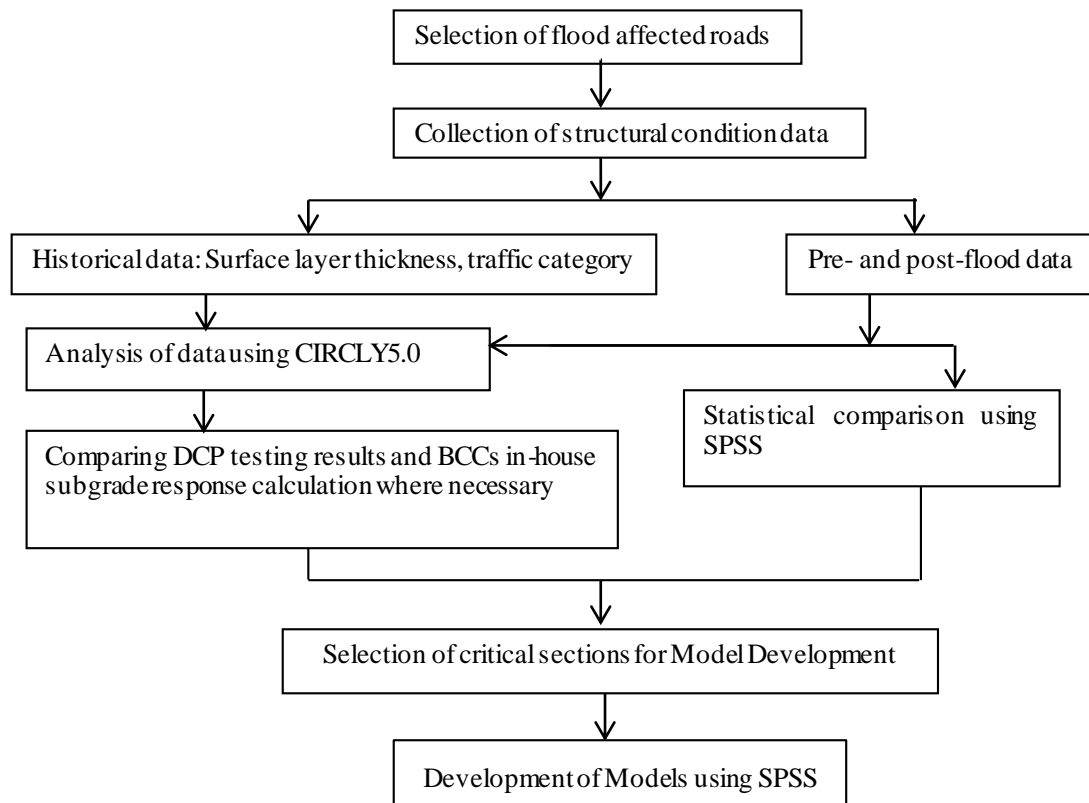 Selection of flood affected roads
Collection of structural condition data
Historical data: Surface layer thickness, traffic category
Pre- and post-flood data
Analysis of data using CIRCLY5.0
Statistical comparison using
SPSS
Comparing DCP testing results and BCCs in-house
subgrade response calculation where necessary
Selection of critical sections for Model Development
Development of Models using SPSS